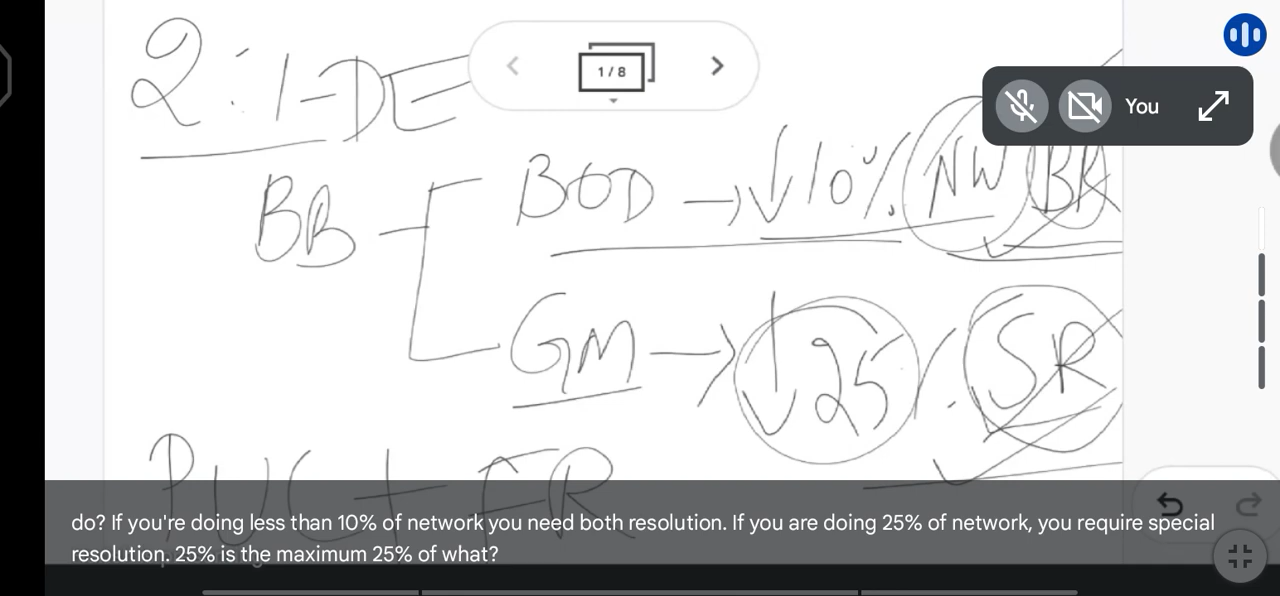 2:1-DE
1/8
You
BB
BOD → ↓10% NW BR
GM → ↓25% SR
PUC + FR
do? If you're doing less than 10% of network you need both resolution. If you are doing 25% of network, you require special
resolution. 25% is the maximum 25% of what?